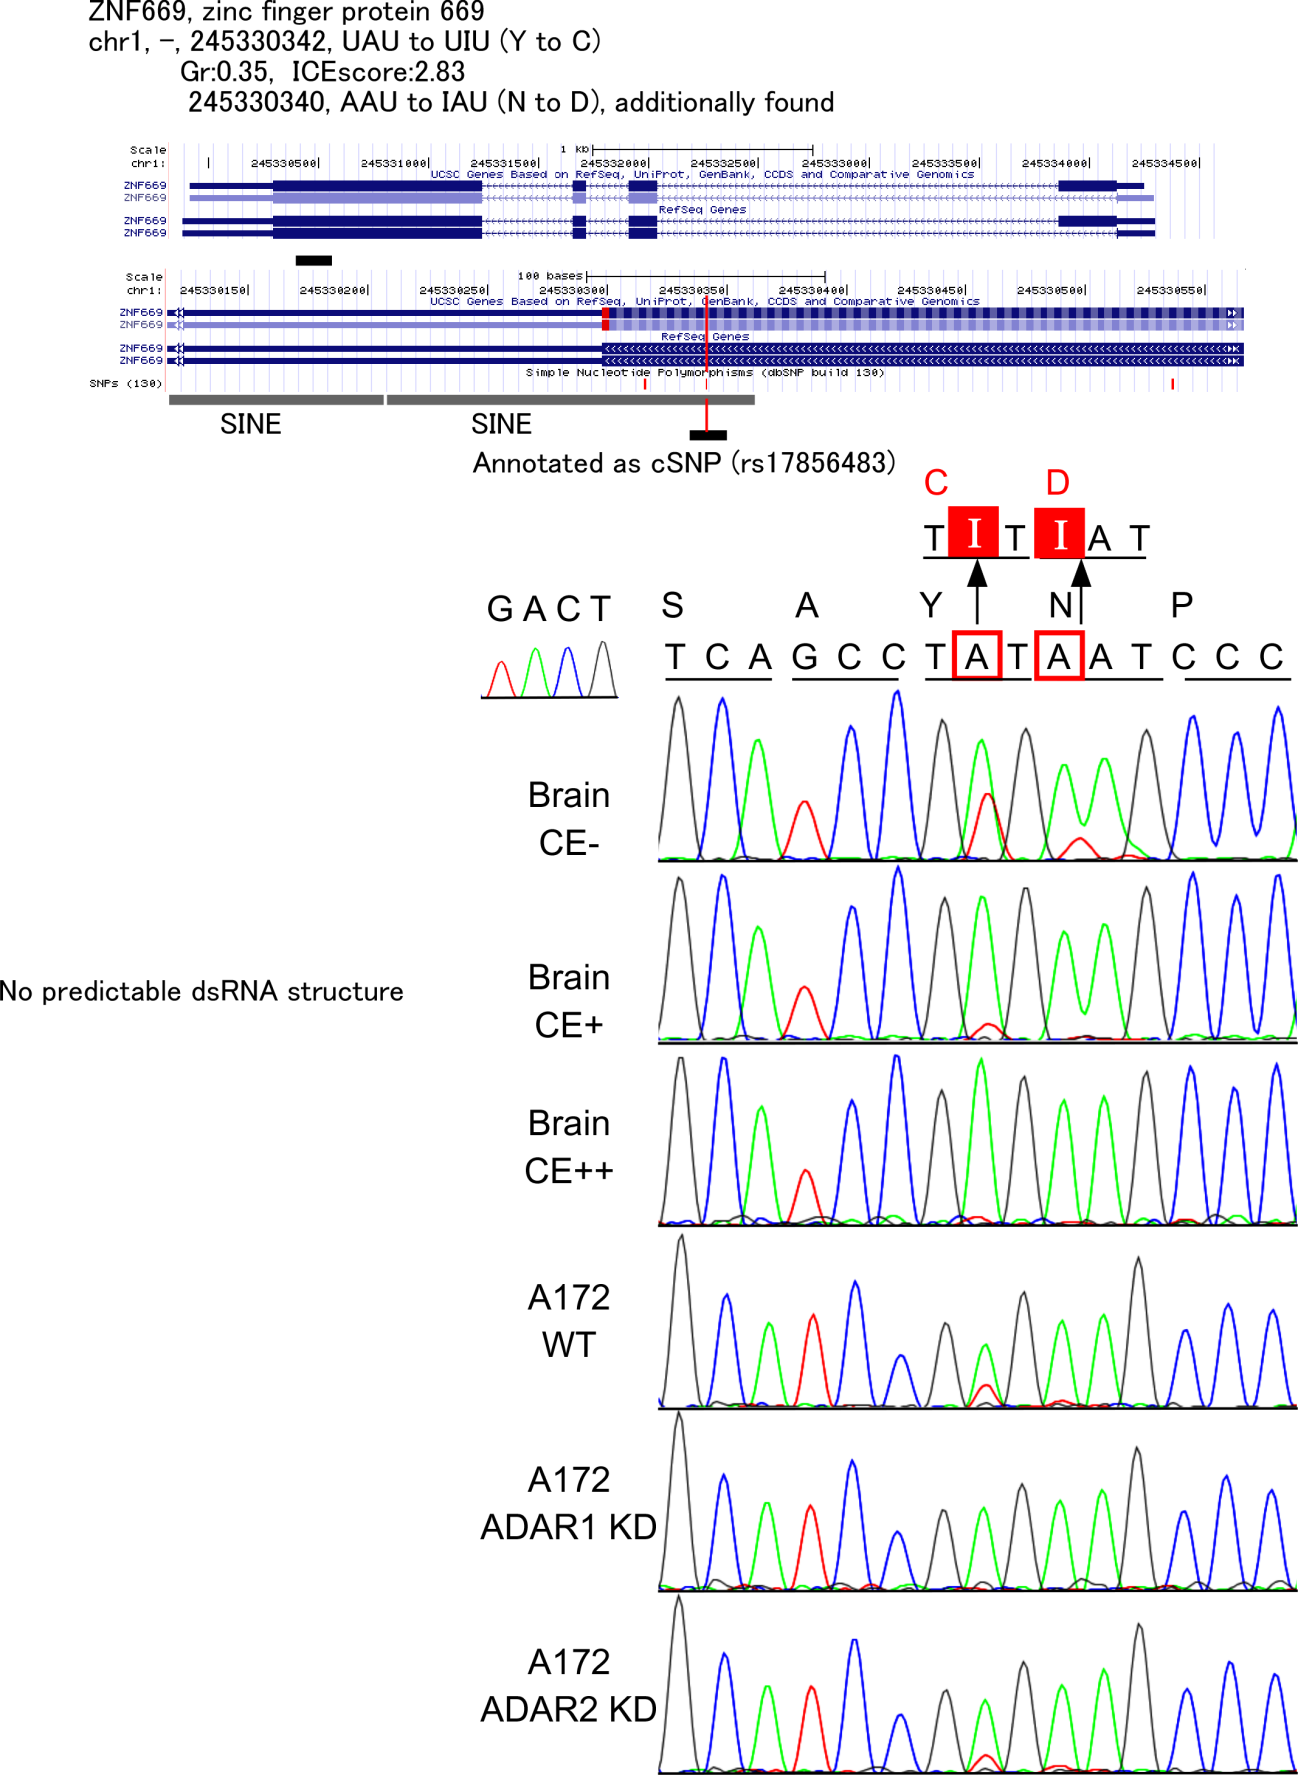 ZNF669, zinc finger protein 669
chr1, −, 245330342, UAU to UIU (Y to C)
Gr:0.35, ICEscore:2.83
245330340, AAU to IAU (N to D), additionally found
Scale 1 kb
chr1: 245330500| 245331000| 245331500| 245332000| 245332500| 245333000| 245333500| 245334000| 245334500|
UCSC Genes Based on RefSeq, UniProt, GenBank, CCDS and Comparative Genomics
ZNF669
ZNF669
RefSeq Genes
ZNF669
ZNF669
Scale 100 bases
chr1: 245330150| 245330200| 245330250| 245330300| 245330350| 245330400| 245330450| 245330500| 245330550|
UCSC Genes Based on RefSeq, UniProt, GenBank, CCDS and Comparative Genomics
ZNF669
ZNF669
RefSeq Genes
ZNF669
ZNF669
Simple Nucleotide Polymorphisms (dbSNP build 130)
SNPs (130)
SINE SINE
Annotated as cSNP (rs17856483)
C D
T I T I A T
G A C T S A Y N P
T C A G C C T A T A A T C C C
Brain
CE-
Brain
CE+
No predictable dsRNA structure
Brain
CE++
A172
WT
A172
ADAR1 KD
A172
ADAR2 KD